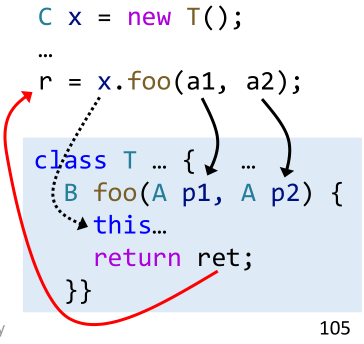 C x = new T();
…
r = x.foo(a1, a2);
class T … { …
B foo(A p1, A p2) {
this…
return ret;
}}
y
105